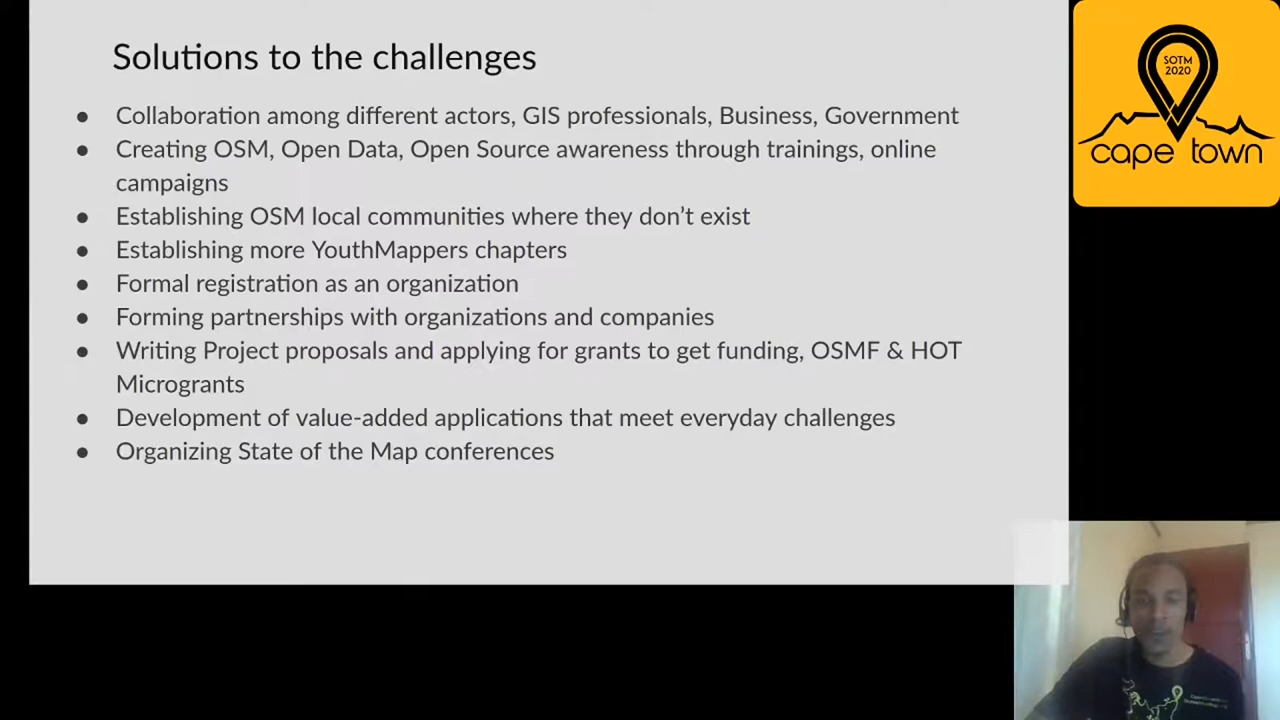 Solutions to the challenges
● Collaboration among different actors, GIS professionals, Business, Government
● Creating OSM, Open Data, Open Source awareness through trainings, online
campaigns
● Establishing OSM local communities where they don’t exist
● Establishing more YouthMappers chapters
● Formal registration as an organization
● Forming partnerships with organizations and companies
● Writing Project proposals and applying for grants to get funding, OSMF & HOT
Microgrants
● Development of value-added applications that meet everyday challenges
● Organizing State of the Map conferences
SOTM
2020
cape town